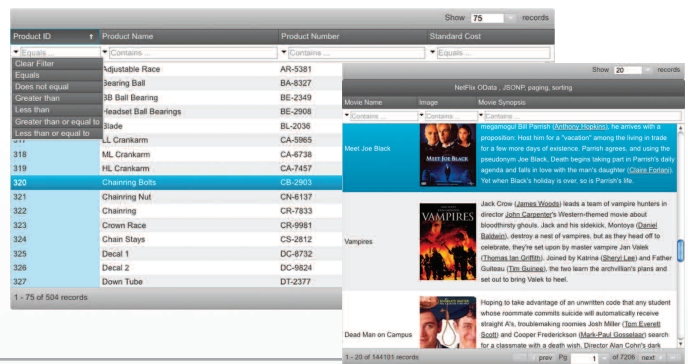 Show 75 records
Product ID Product Name Product Number Standard Cost
Equals ... Contains ... Contains ... Equals ...
Clear Filter
Equals
Does not equal
Greater than
Less than
Greater than or equal to
Less than or equal to
Adjustable Race AR-5381
Bearing Ball BA-8327
BB Ball Bearing BE-2349
Headset Ball Bearings BE-2908
Blade BL-2036
LL Crankarm CA-5965
318 ML Crankarm CA-6738
319 HL Crankarm CA-7457
320 Chainring Bolts CB-2903
321 Chainring Nut CN-6137
322 Chainring CR-7833
323 Crown Race CR-9981
324 Chain Stays CS-2812
325 Decal 1 DC-8732
326 Decal 2 DC-9824
327 Down Tube DT-2377
1 - 75 of 504 records
Show 20 records
NetFlix OData , JSONP, paging, sorting
Movie Name Image Movie Synopsis
Contains ... Contains ... Contains ...
Meet Joe Black
MEET JOE BLACK
megamogul Bill Parrish (Anthony Hopkins), he arrives with a
proposition: Host him for a "vacation" among the living in trade
for a few more days of existence. Parrish agrees, and using the
pseudonym Joe Black, Death begins taking part in Parrish's daily
agenda and falls in love with the man's daughter (Claire Forlani).
Yet when Black's holiday is over, so is Parrish's life.
Vampires
VAMPIRES
Jack Crow (James Woods) leads a team of vampire hunters in
director John Carpenter's Western-themed movie about
bloodthirsty ghouls. Jack and his sidekick, Montoya (Daniel
Baldwin), destroy a nest of vampires, but as they head off to
celebrate, they're set upon by master vampire Jan Valek
(Thomas Ian Griffith). Joined by Katrina (Sheryl Lee) and Father
Guiteau (Tim Guinee), the two learn the archvillian's plans and
set out to bring Valek to heel.
Dead Man on Campus
Hoping to take advantage of an unwritten code that any student
whose roommate commits suicide will automatically receive
straight A's, troublemaking roomies Josh Miller (Tom Everett
Scott) and Cooper Frederickson (Mark-Paul Gosselaar) search
for a classmate with a death wish. Director Alan Cohn's dark
1 - 20 of 144101 records prev Pg 1 of 7206 next